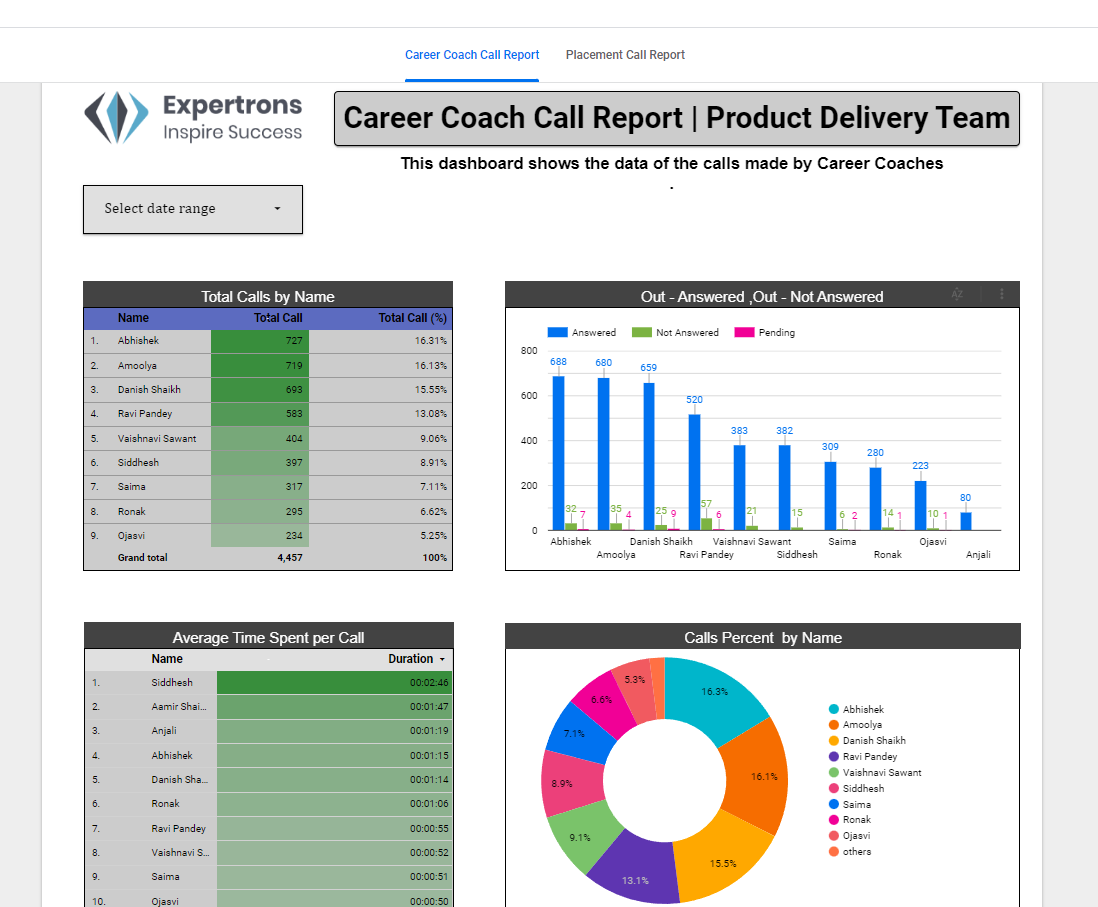 Career Coach Call Report Placement Call Report
Expertrons
Inspire Success
Career Coach Call Report | Product Delivery Team
This dashboard shows the data of the calls made by Career Coaches
.
Select date range
Total Calls by Name
Name Total Call Total Call (%)
1. Abhishek 727 16.31%
2. Amoolya 719 16.13%
3. Danish Shaikh 693 15.55%
4. Ravi Pandey 583 13.08%
5. Vaishnavi Sawant 404 9.06%
6. Siddhesh 397 8.91%
7. Saima 317 7.11%
8. Ronak 295 6.62%
9. Ojasvi 234 5.25%
Grand total 4,457 100%
Out - Answered ,Out - Not Answered
Answered Not Answered Pending
800
600
400
200
0
688 32 7
680 35 4
659 25 9
520 57 6
383 21
382 15
309 6 2
280 14 1
223 10 1
80
Abhishek Danish Shaikh Vaishnavi Sawant Saima Ojasvi
Amoolya Ravi Pandey Siddhesh Ronak Anjali
Average Time Spent per Call
Name Duration
1. Siddhesh 00:02:46
2. Aamir Shai... 00:01:47
3. Anjali 00:01:19
4. Abhishek 00:01:15
5. Danish Sha... 00:01:14
6. Ronak 00:01:06
7. Ravi Pandey 00:00:55
8. Vaishnavi S... 00:00:52
9. Saima 00:00:51
10. Ojasvi 00:00:50
Calls Percent by Name
16.3%
16.1%
15.5%
13.1%
9.1%
8.9%
7.1%
6.6%
5.3%
Abhishek
Amoolya
Danish Shaikh
Ravi Pandey
Vaishnavi Sawant
Siddhesh
Saima
Ronak
Ojasvi
others